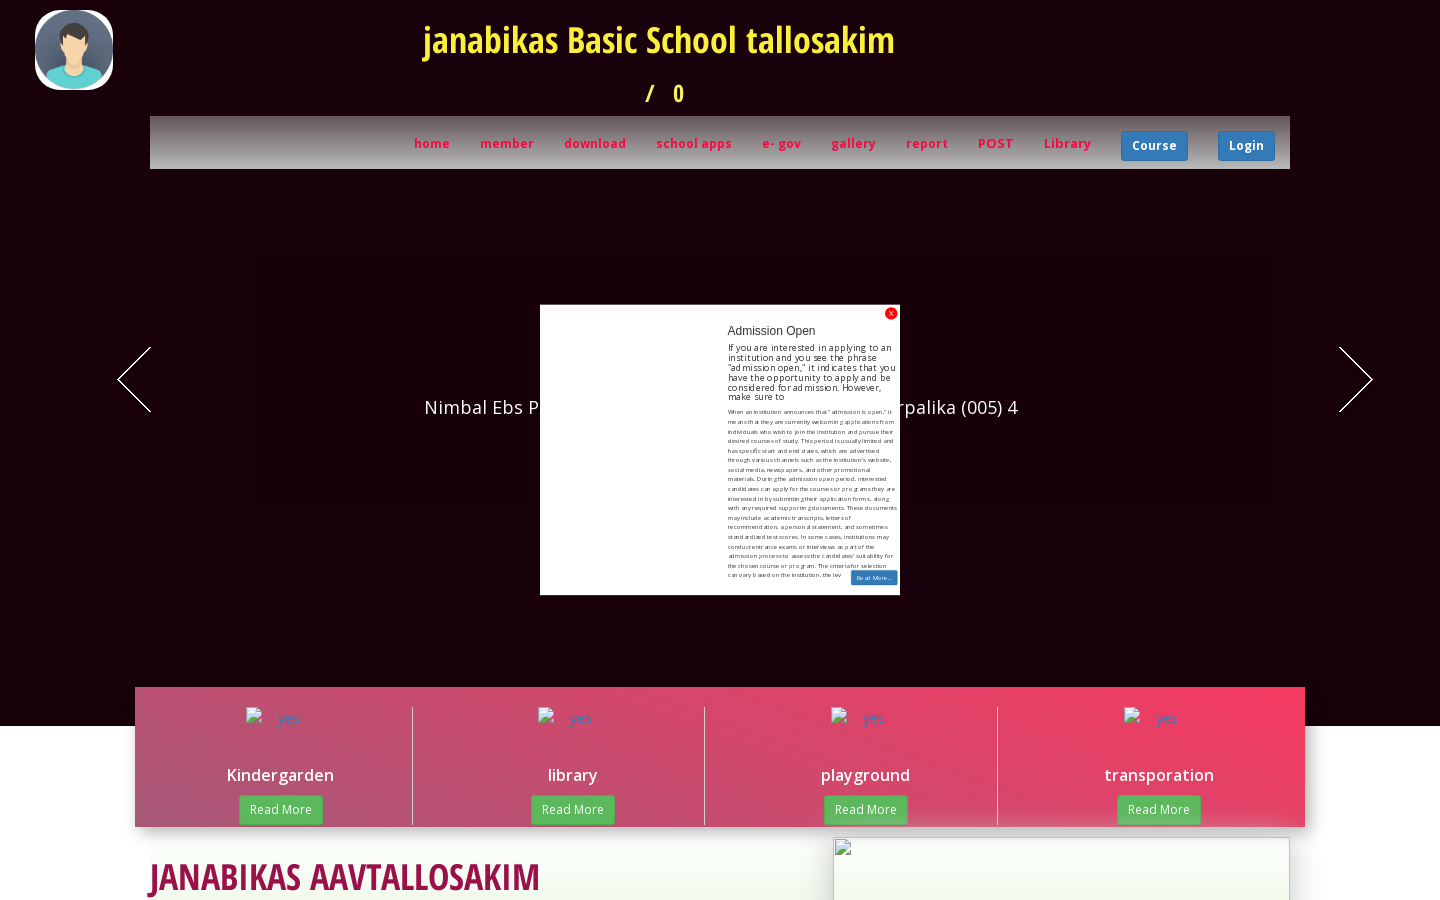 janabikas Basic School tallosakim
/ 0
home member download school apps e- gov gallery report POST Library Course Login
X
Admission Open
If you are interested in applying to an
institution and you see the phrase
"admission open," it indicates that you
have the opportunity to apply and be
considered for admission. However,
make sure to
Nimbal Ebs P
rpalika (005) 4
When an institution announces that "admission is open," it
means that they are currently welcoming applications from
individuals who wish to join the institution and pursue their
desired courses of study. This period is usually limited and
has specific start and end dates, which are advertised
through various channels such as the institution's website,
social media, newspapers, and other promotional
materials. During the admission open period, interested
candidates can apply for the courses or programs they are
interested in by submitting their application forms, along
with any required supporting documents. These documents
may include academic transcripts, letters of
recommendation, a personal statement, and sometimes
standardized test scores. In some cases, institutions may
conduct entrance exams or interviews as part of the
admission process to assess the candidates' suitability for
the chosen course or program. The criteria for selection
can vary based on the institution, the lev
Read More...
yes yes yes yes
Kindergarden library playground transporation
Read More Read More Read More Read More
JANABIKAS AAVTALLOSAKIM